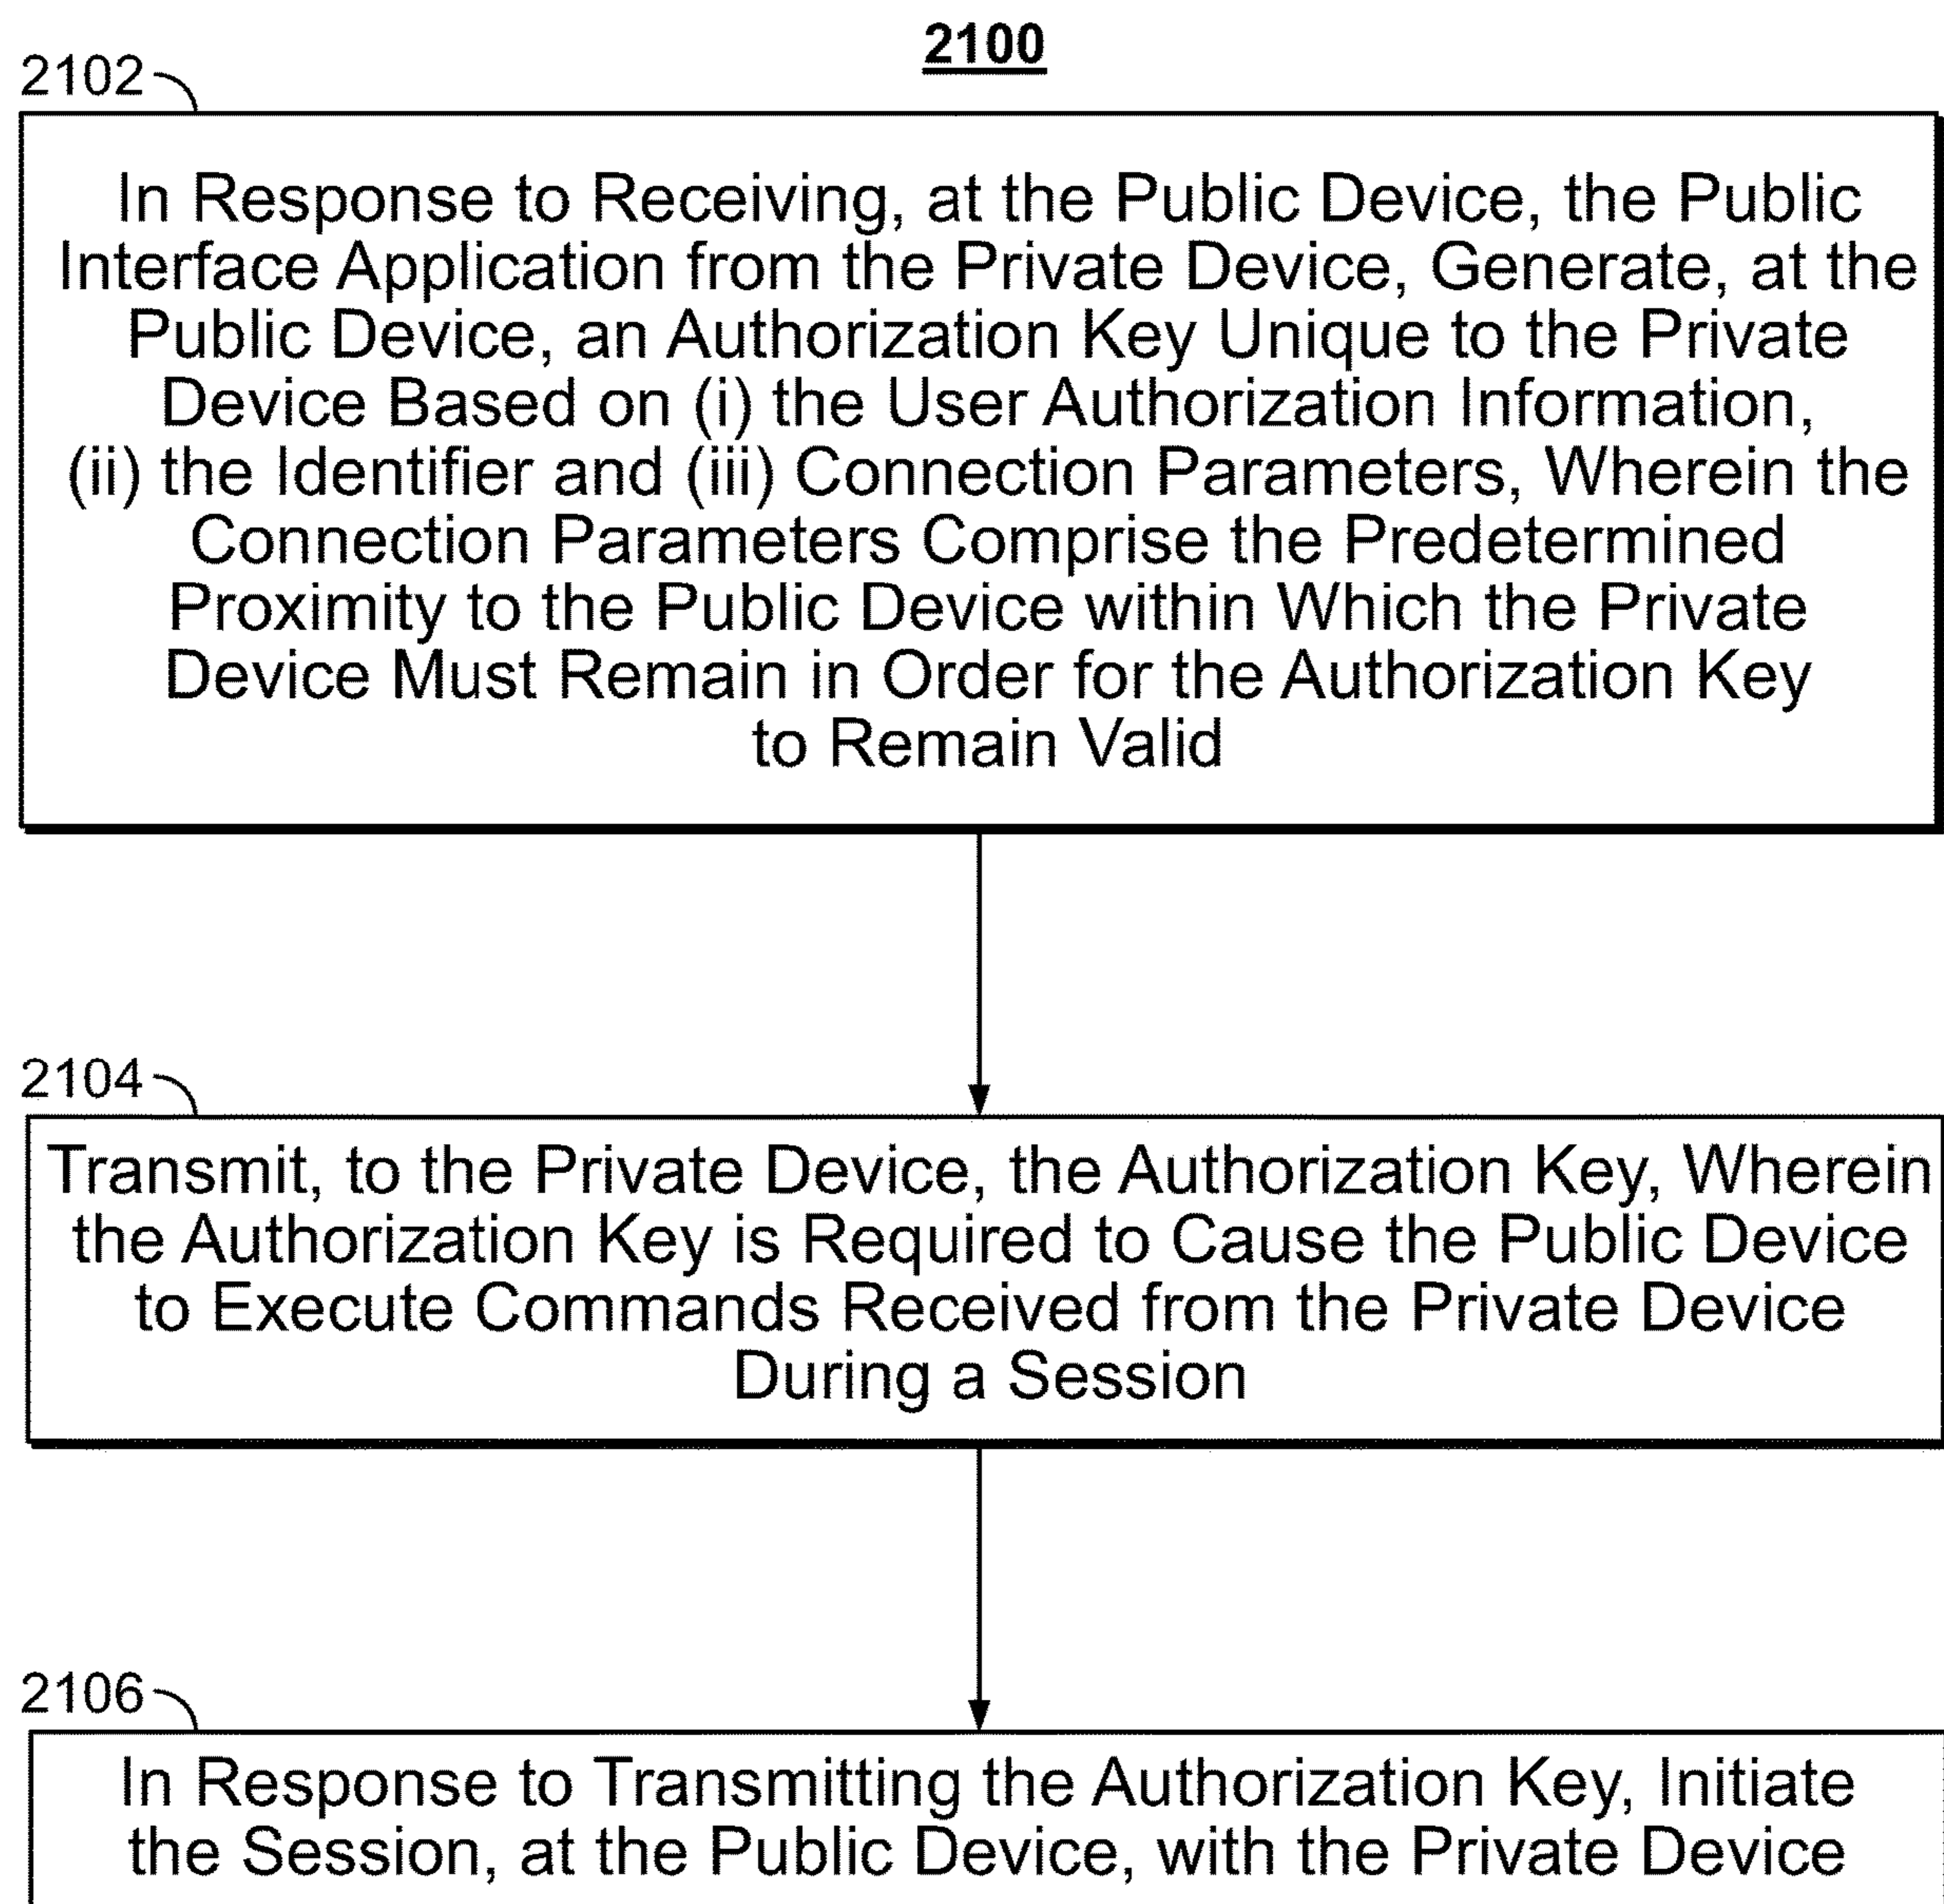 2100
2102
In Response to Receiving, at the Public Device, the Public
Interface Application from the Private Device, Generate, at the
Public Device, an Authorization Key Unique to the Private
Device Based on (i) the User Authorization Information,
(ii) the Identifier and (iii) Connection Parameters, Wherein the
Connection Parameters Comprise the Predetermined
Proximity to the Public Device within Which the Private
Device Must Remain in Order for the Authorization Key
to Remain Valid
2104
Transmit, to the Private Device, the Authorization Key, Wherein
the Authorization Key is Required to Cause the Public Device
to Execute Commands Received from the Private Device
During a Session
2106
In Response to Transmitting the Authorization Key, Initiate
the Session, at the Public Device, with the Private Device